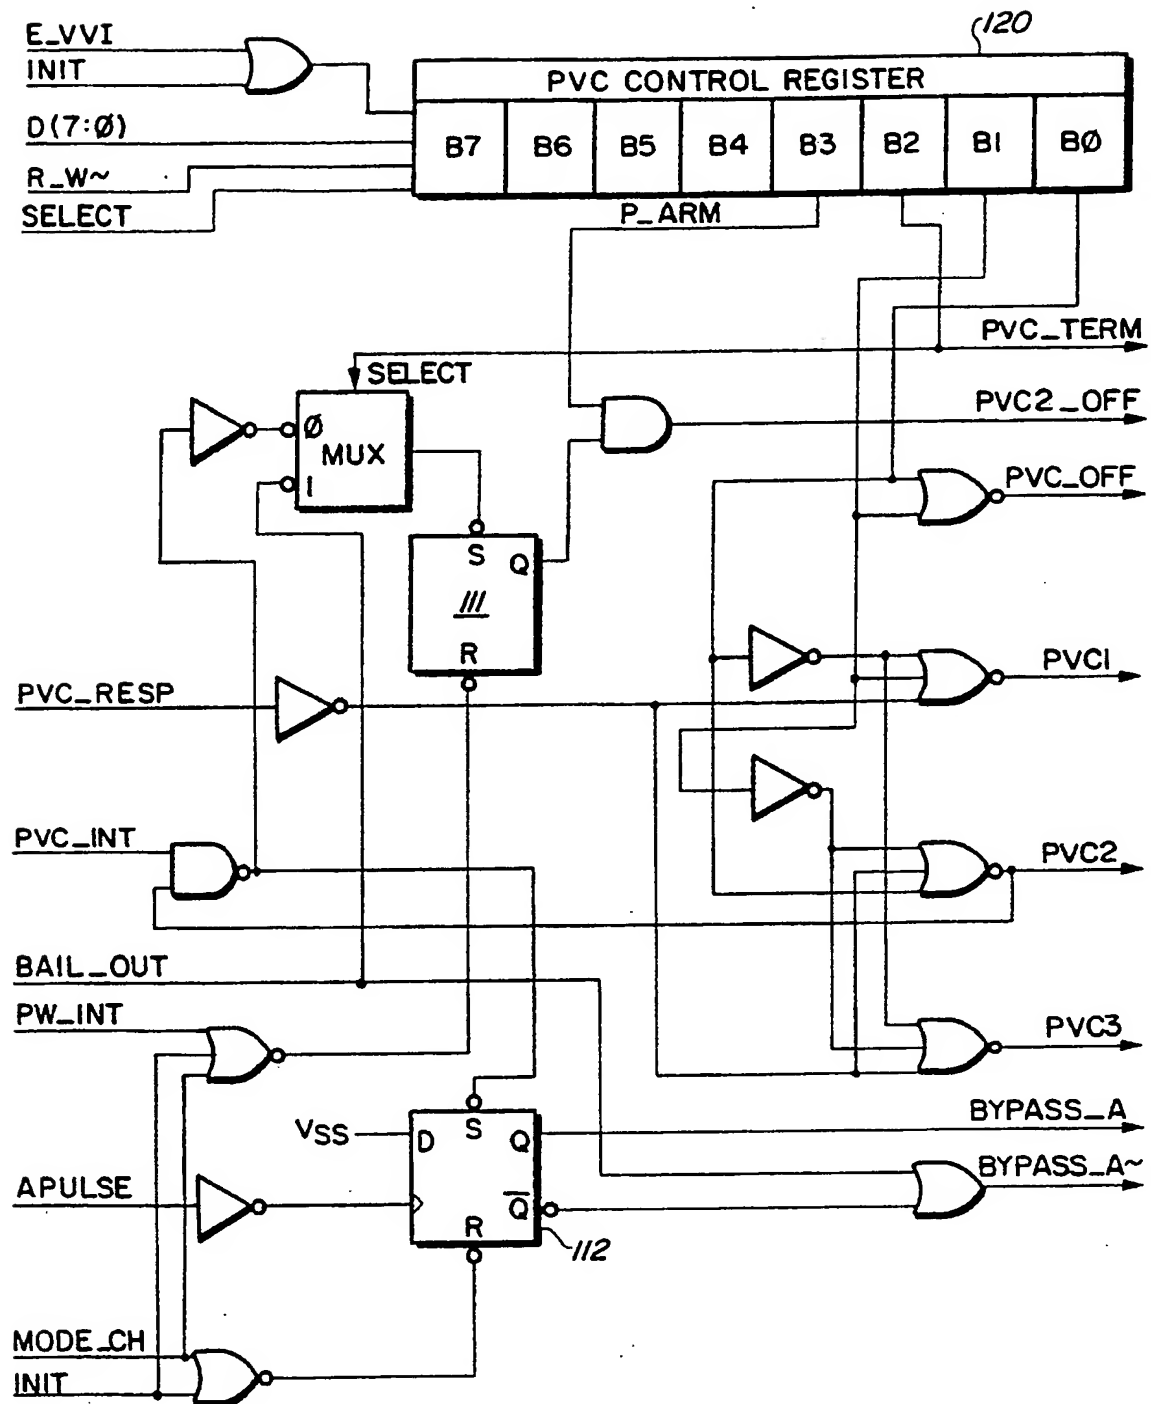 120
E_VVI
INIT
PVC CONTROL REGISTER
D(7:Ø)
B7 B6 B5 B4 B3 B2 B1 BØ
R_W~
SELECT
P_ARM
PVC_TERM
SELECT
PVC2_OFF
Ø
MUX
1
PVC_OFF
S Q
111
R
PVC1
PVC_RESP
PVC_INT
PVC2
BAIL_OUT
PW_INT
PVC3
BYPASS_A
VSS
D S Q
BYPASS_A~
APULSE
Q̅
R
112
MODE_CH
INIT